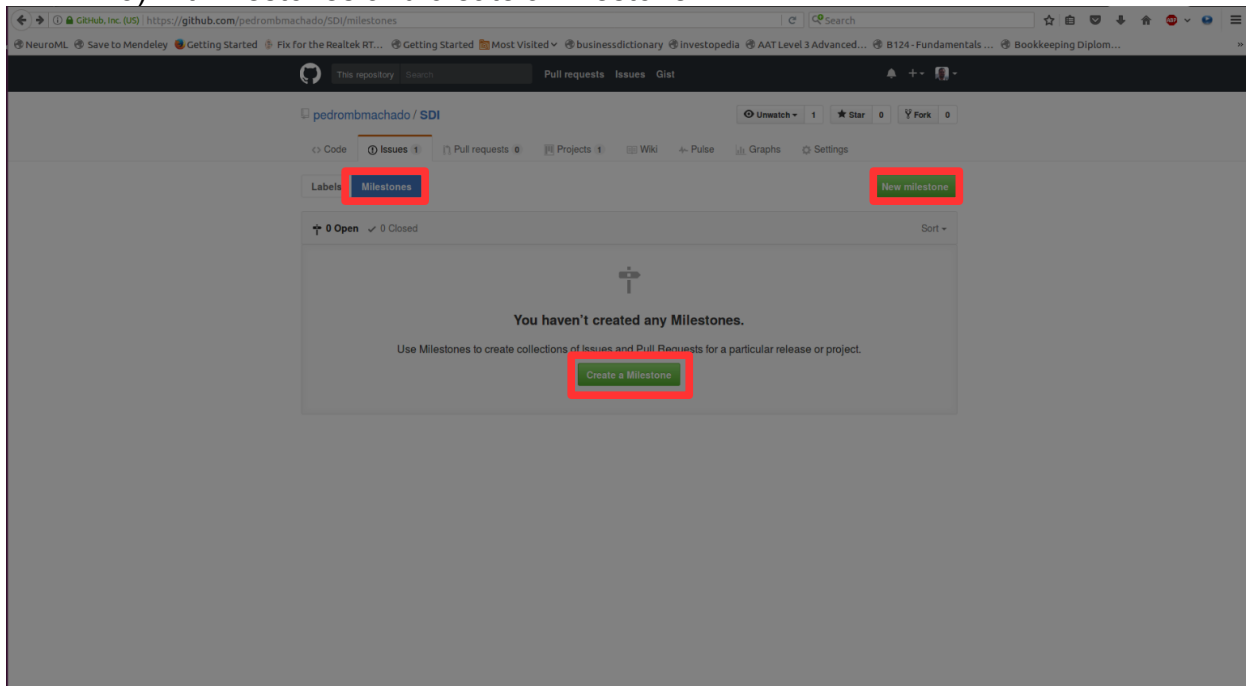 GitHub, Inc. (US) https://github.com/pedrombmachado/SDI/milestones Search
NeuroML Save to Mendeley Getting Started Fix for the Realtek RT... Getting Started Most Visited businessdictionary investopedia AAT Level 3 Advanced... B124 - Fundamentals ... Bookkeeping Diplom... »
This repository Search Pull requests Issues Gist
pedrombmachado / SDI Unwatch 1 Star 0 Fork 0
Code Issues 1 Pull requests 0 Projects 1 Wiki Pulse Graphs Settings
Labels Milestones New milestone
0 Open 0 Closed Sort
You haven't created any Milestones.
Use Milestones to create collections of Issues and Pull Requests for a particular release or project.
Create a Milestone